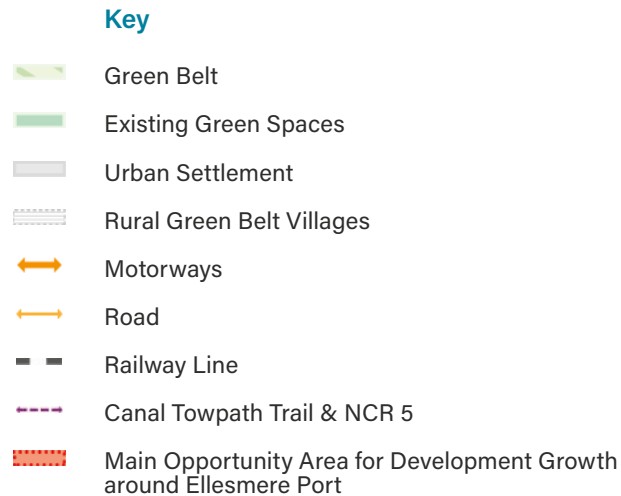 Key
Green Belt
Existing Green Spaces
Urban Settlement
Rural Green Belt Villages
Motorways
Road
Railway Line
Canal Towpath Trail & NCR 5
Main Opportunity Area for Development Growth
around Ellesmere Port